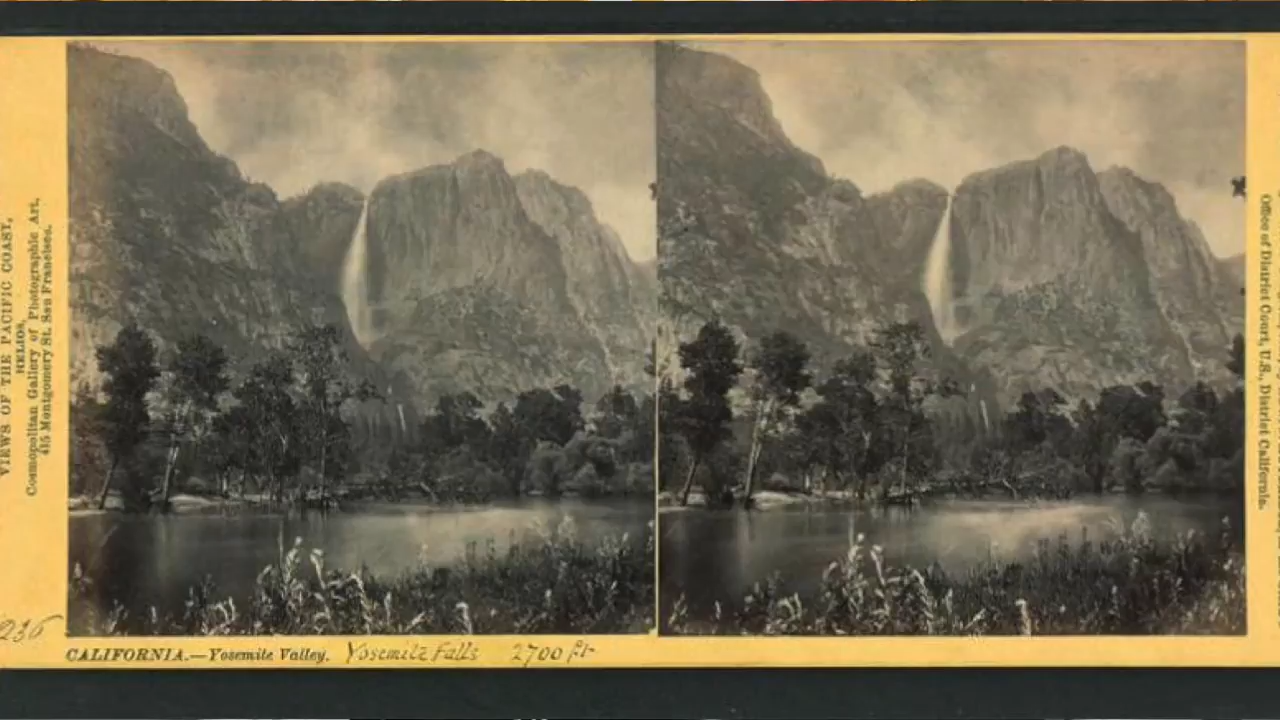 VIEWS OF THE PACIFIC COAST,
HELIOS,
Cosmopolitan Gallery of Photographic Art,
415 Montgomery St. San Francisco.
236
CALIFORNIA.—Yosemite Valley. Yosemite Falls 2700 ft
Office of District Court, U.S., District California.